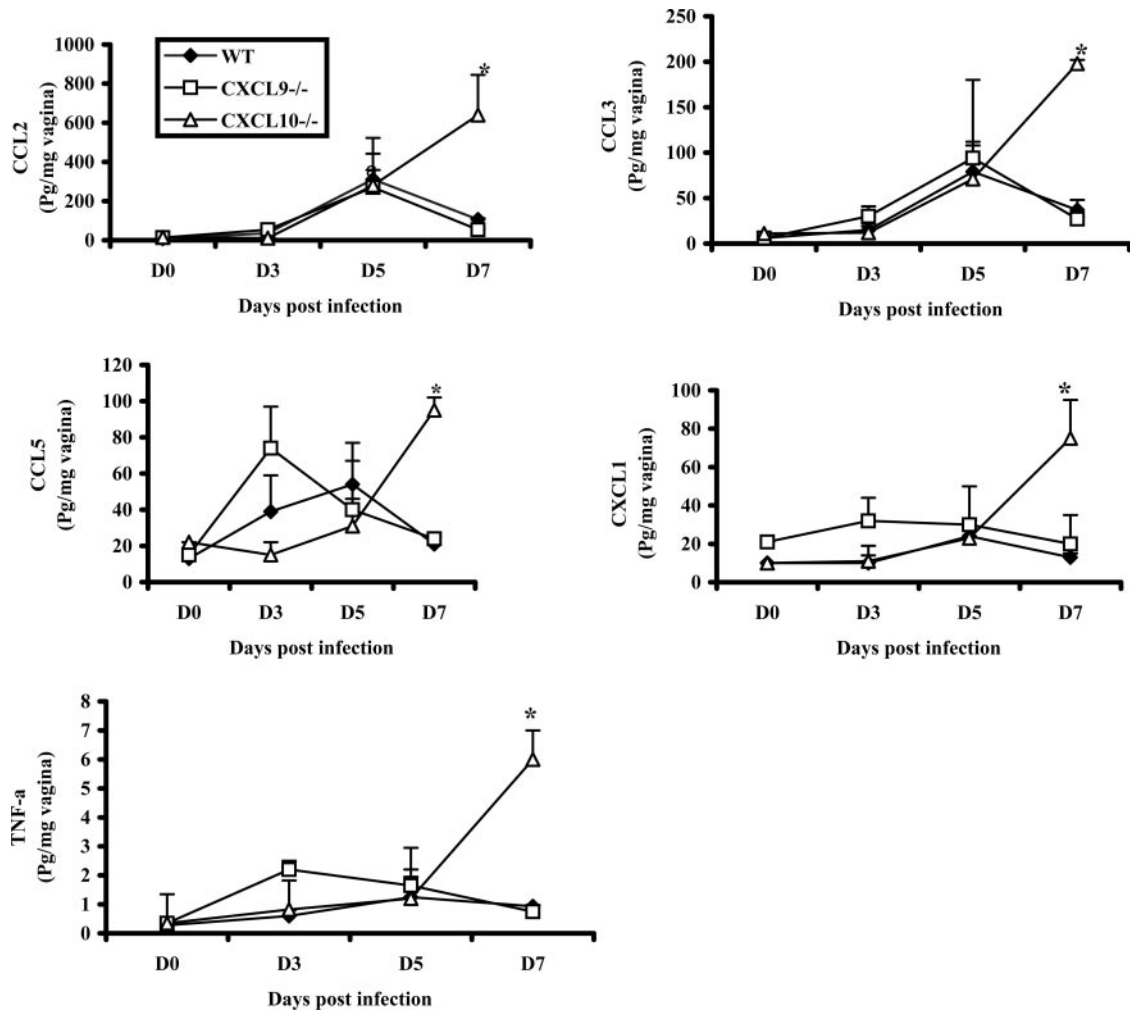 WT
CXCL9-/-
CXCL10-/-
CCL2
(Pg/mg vagina)
1000
800
600
400
200
0
*
D0 D3 D5 D7
Days post infection
CCL3
(Pg/mg vagina)
250
200
150
100
50
0
*
D0 D3 D5 D7
Days post infection
CCL5
(Pg/mg vagina)
120
100
80
60
40
20
0
*
D0 D3 D5 D7
Days post infection
CXCL1
(Pg/mg vagina)
100
80
60
40
20
0
*
D0 D3 D5 D7
Days post infection
TNF-a
(Pg/mg vagina)
8
7
6
5
4
3
2
1
0
*
D0 D3 D5 D7
Days post infection